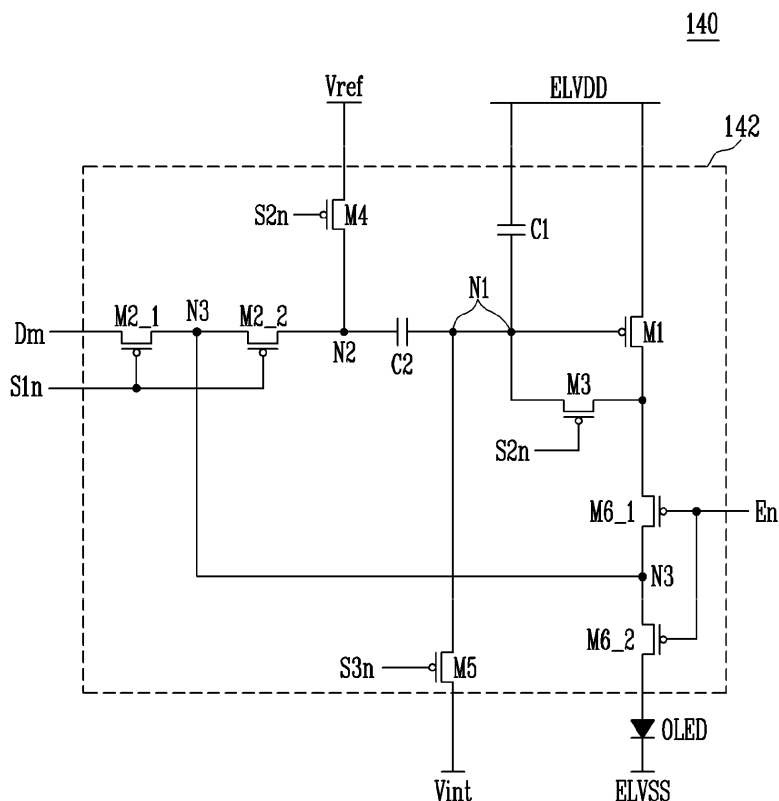 140
Vref
ELVDD
142
S2n
M4
C1
N1
M2_1
N3
M2_2
Dm
N2
C2
M1
S1n
M3
S2n
M6_1
En
N3
M6_2
S3n
M5
OLED
Vint
ELVSS